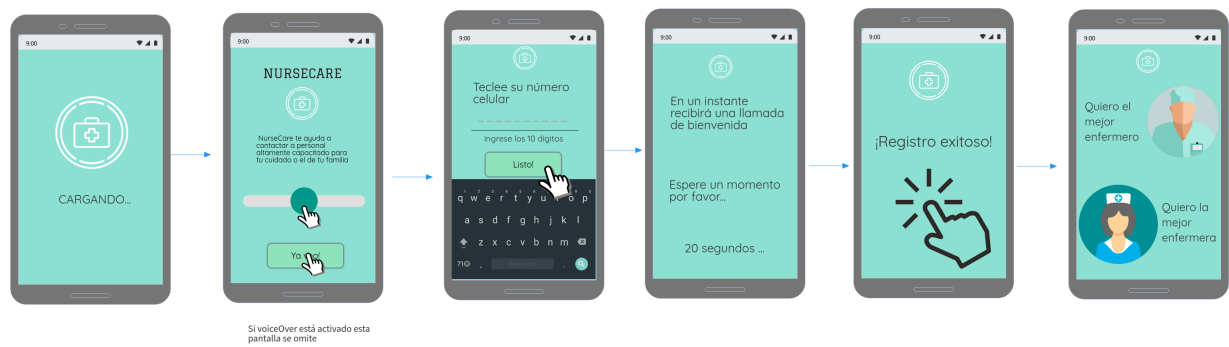 9:00
CARGANDO...
9:00
NURSECARE
NurseCare te ayuda a
contactar a personal
altamente capacitado para
tu cuidado o el de tu familia
Si voiceOver está activado esta
pantalla se omite
9:00
Teclee su número
celular
Ingrese los 10 digitos
Listo!
q w e r t y u o p
a s d f g h j k l
z x c v b n m
?1☺ , .
9:00
En un instante
recibirá una llamada
de bienvenida
Espere un momento
por favor...
20 segundos ...
9:00
¡Registro exitoso!
9:00
Quiero el
mejor
enfermero
Quiero la
mejor
enfermera